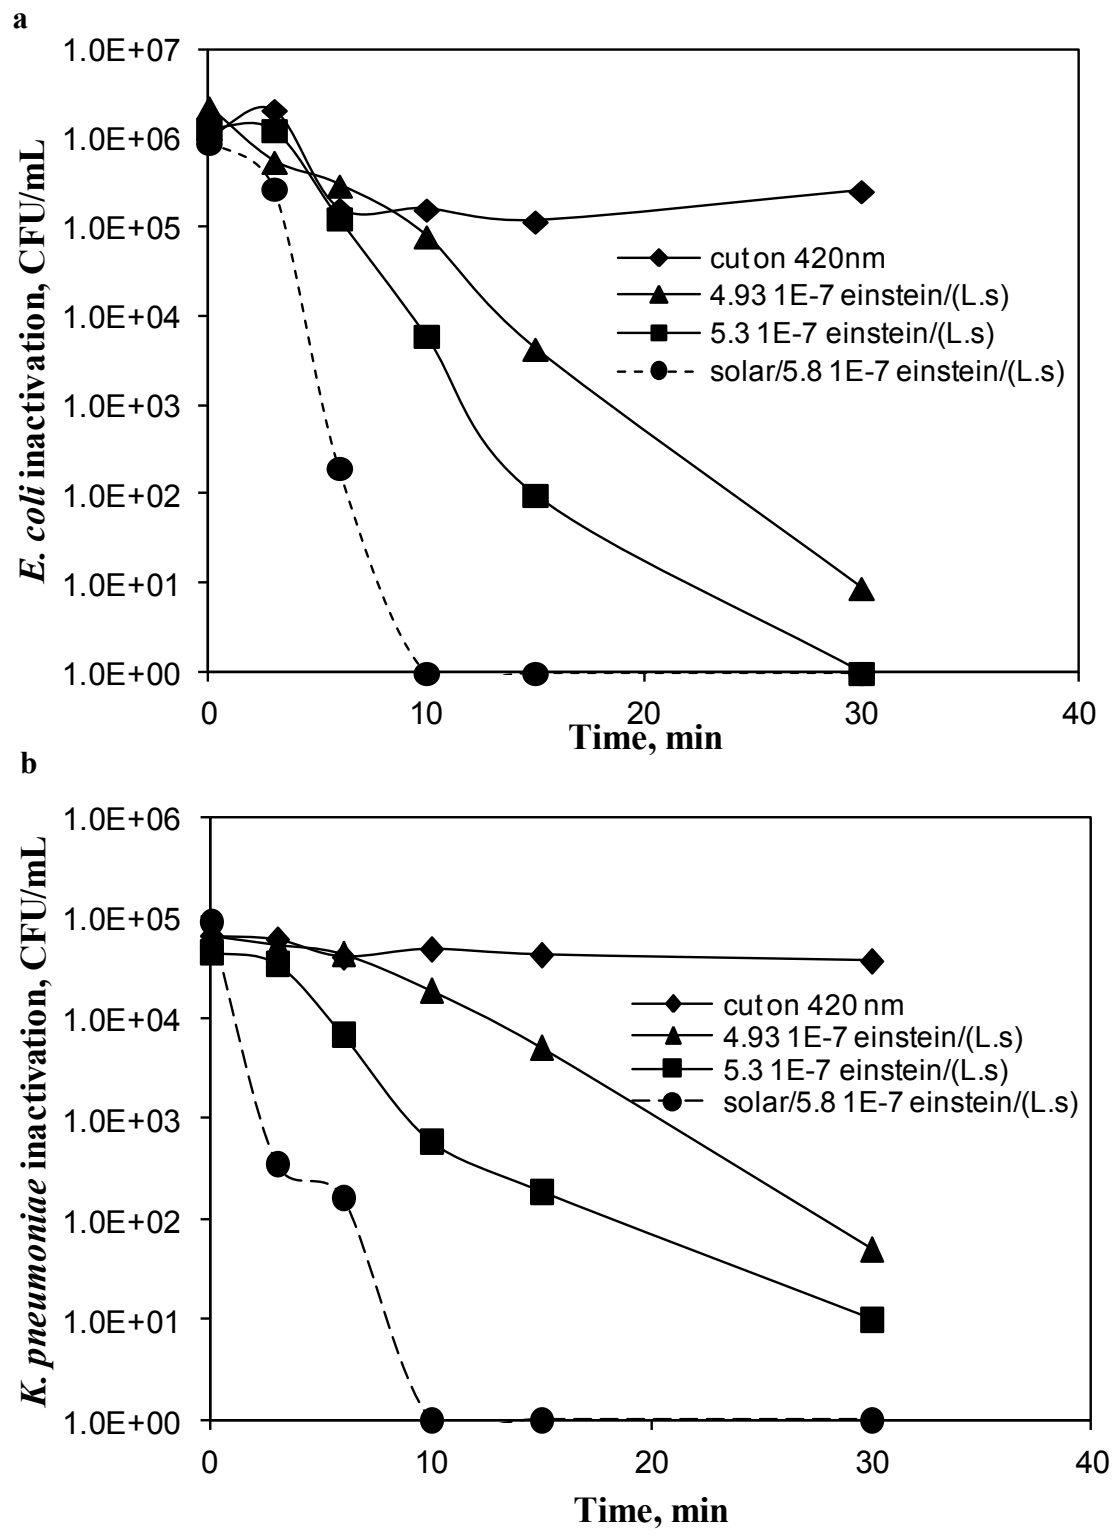 a
1.0E+07
1.0E+06
1.0E+05
1.0E+04
1.0E+03
1.0E+02
1.0E+01
1.0E+00
E. coli inactivation, CFU/mL
cut on 420nm
4.93 1E-7 einstein/(L.s)
5.3 1E-7 einstein/(L.s)
solar/5.8 1E-7 einstein/(L.s)
0 10 20 30 40
Time, min
b
1.0E+06
1.0E+05
1.0E+04
1.0E+03
1.0E+02
1.0E+01
1.0E+00
K. pneumoniae inactivation, CFU/mL
cut on 420 nm
4.93 1E-7 einstein/(L.s)
5.3 1E-7 einstein/(L.s)
solar/5.8 1E-7 einstein/(L.s)
0 10 20 30 40
Time, min